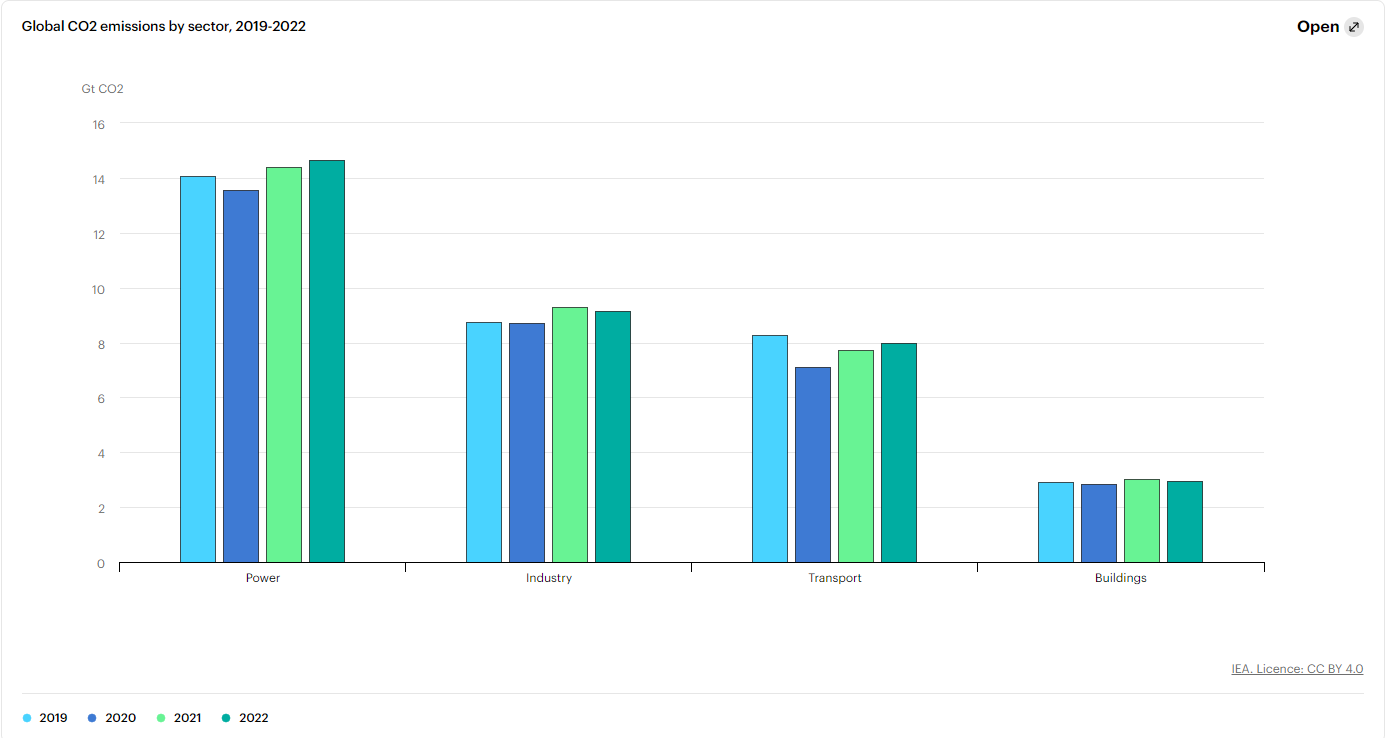 Global CO2 emissions by sector, 2019-2022
Open
Gt CO2
16
14
12
10
8
6
4
2
0
Power Industry Transport Buildings
IEA. Licence: CC BY 4.0
2019 2020 2021 2022